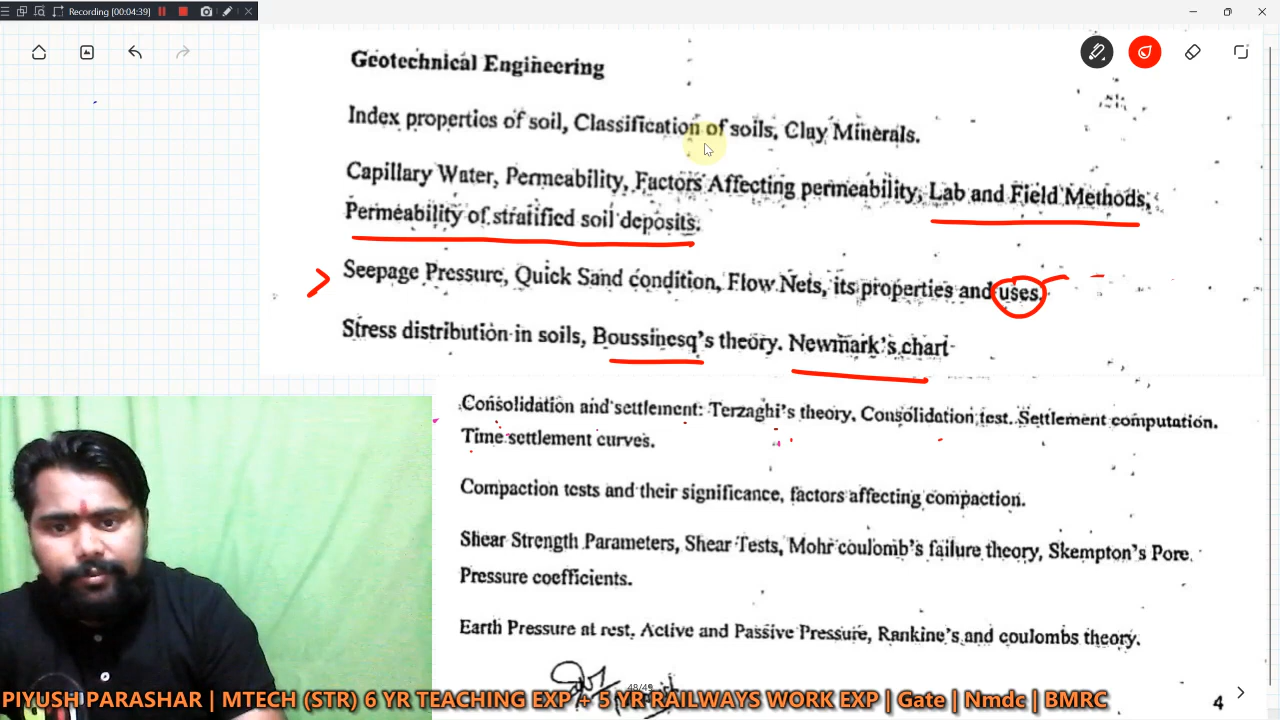 Recording [00:04:39]
Geotechnical Engineering
Index properties of soil, Classification of soils, Clay Minerals.
Capillary Water, Permeability, Factors Affecting permeability, Lab and Field Methods,
Permeability of stratified soil deposits.
Seepage Pressure, Quick Sand condition, Flow Nets, its properties and uses.
Stress distribution in soils, Boussinesq's theory. Newmark's chart
Consolidation and settlement: Terzaghi's theory. Consolidation test. Settlement computation.
Time settlement curves.
Compaction tests and their significance, factors affecting compaction.
Shear Strength Parameters, Shear Tests, Mohr coulomb's failure theory, Skempton's Pore
Pressure coefficients.
Earth Pressure at rest, Active and Passive Pressure, Rankine's and coulombs theory.
48/49
PIYUSH PARASHAR | MTECH (STR) 6 YR TEACHING EXP + 5 YR RAILWAYS WORK EXP | Gate | Nmdc | BMRC
4